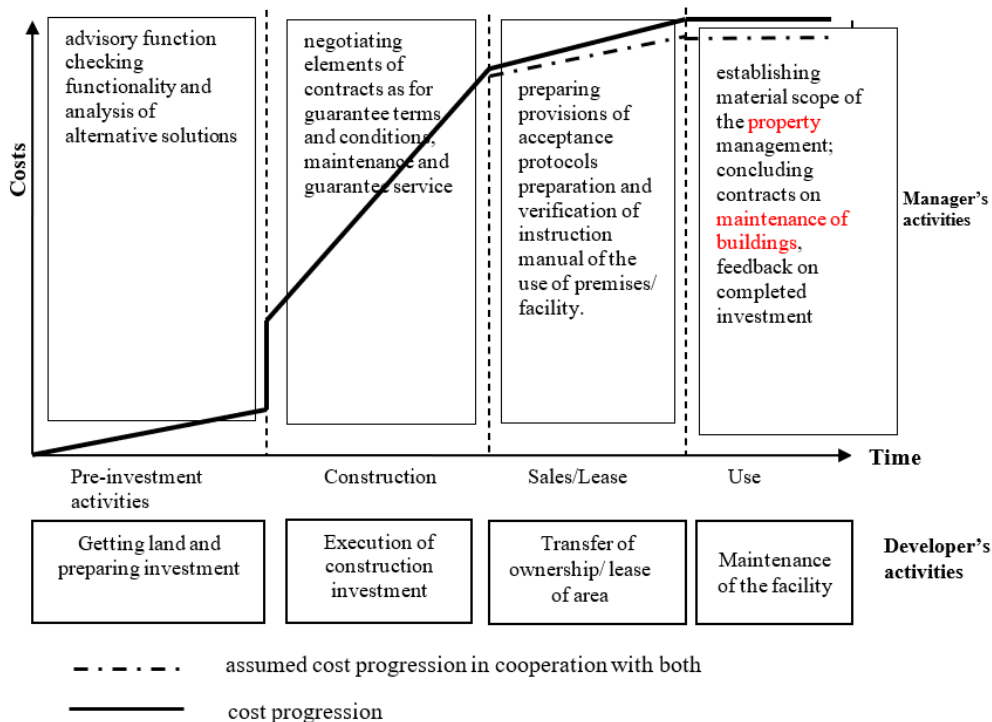 Costs
advisory function
checking
functionality and
analysis of
alternative solutions
negotiating
elements of
contracts as for
guarantee terms
and conditions,
maintenance and
guarantee service
preparing
provisions of
acceptance
protocols
preparation and
verification of
instruction
manual of the
use of premises/
facility.
establishing
material scope of
the property
management;
concluding
contracts on
maintenance of
buildings,
feedback on
completed
investment
Manager's
activities
Time
Pre-investment
activities
Construction
Sales/Lease
Use
Getting land and
preparing investment
Execution of
construction
investment
Transfer of
ownership/ lease
of area
Maintenance
of the facility
Developer's
activities
assumed cost progression in cooperation with both
cost progression